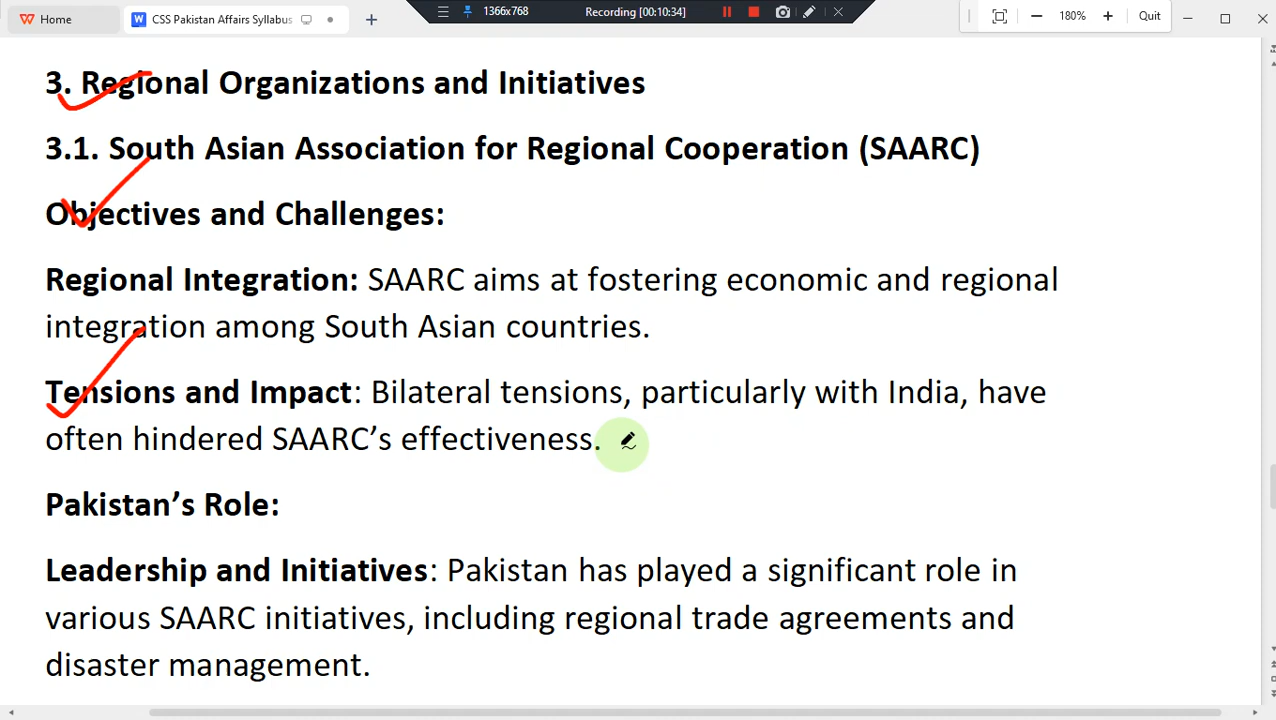 Home
CSS Pakistan Affairs Syllabus
1366x768
Recording [00:10:34]
180%
Quit
3. Regional Organizations and Initiatives
3.1. South Asian Association for Regional Cooperation (SAARC)
Objectives and Challenges:
Regional Integration: SAARC aims at fostering economic and regional
integration among South Asian countries.
Tensions and Impact: Bilateral tensions, particularly with India, have
often hindered SAARC’s effectiveness.
Pakistan’s Role:
Leadership and Initiatives: Pakistan has played a significant role in
various SAARC initiatives, including regional trade agreements and
disaster management.